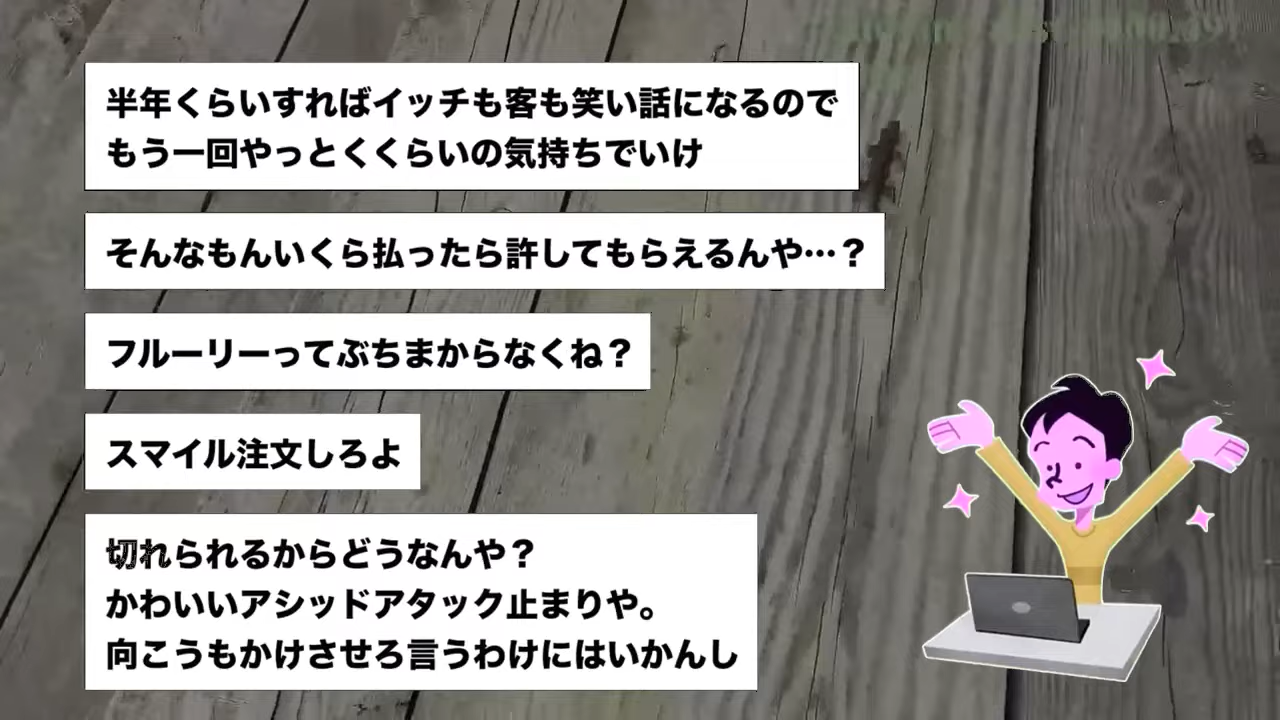 半年くらいすればイッチも客も笑い話になるので
もう一回やっとくくらいの気持ちでいけ
そんなもんいくら払ったら許してもらえるんや…？
フルーリーってぶちまからなくね？
スマイル注文しろよ
切れられるからどうなんや？
かわいいアシッドアタック止まりや。
向こうもかけさせろ言うわけにはいかんし